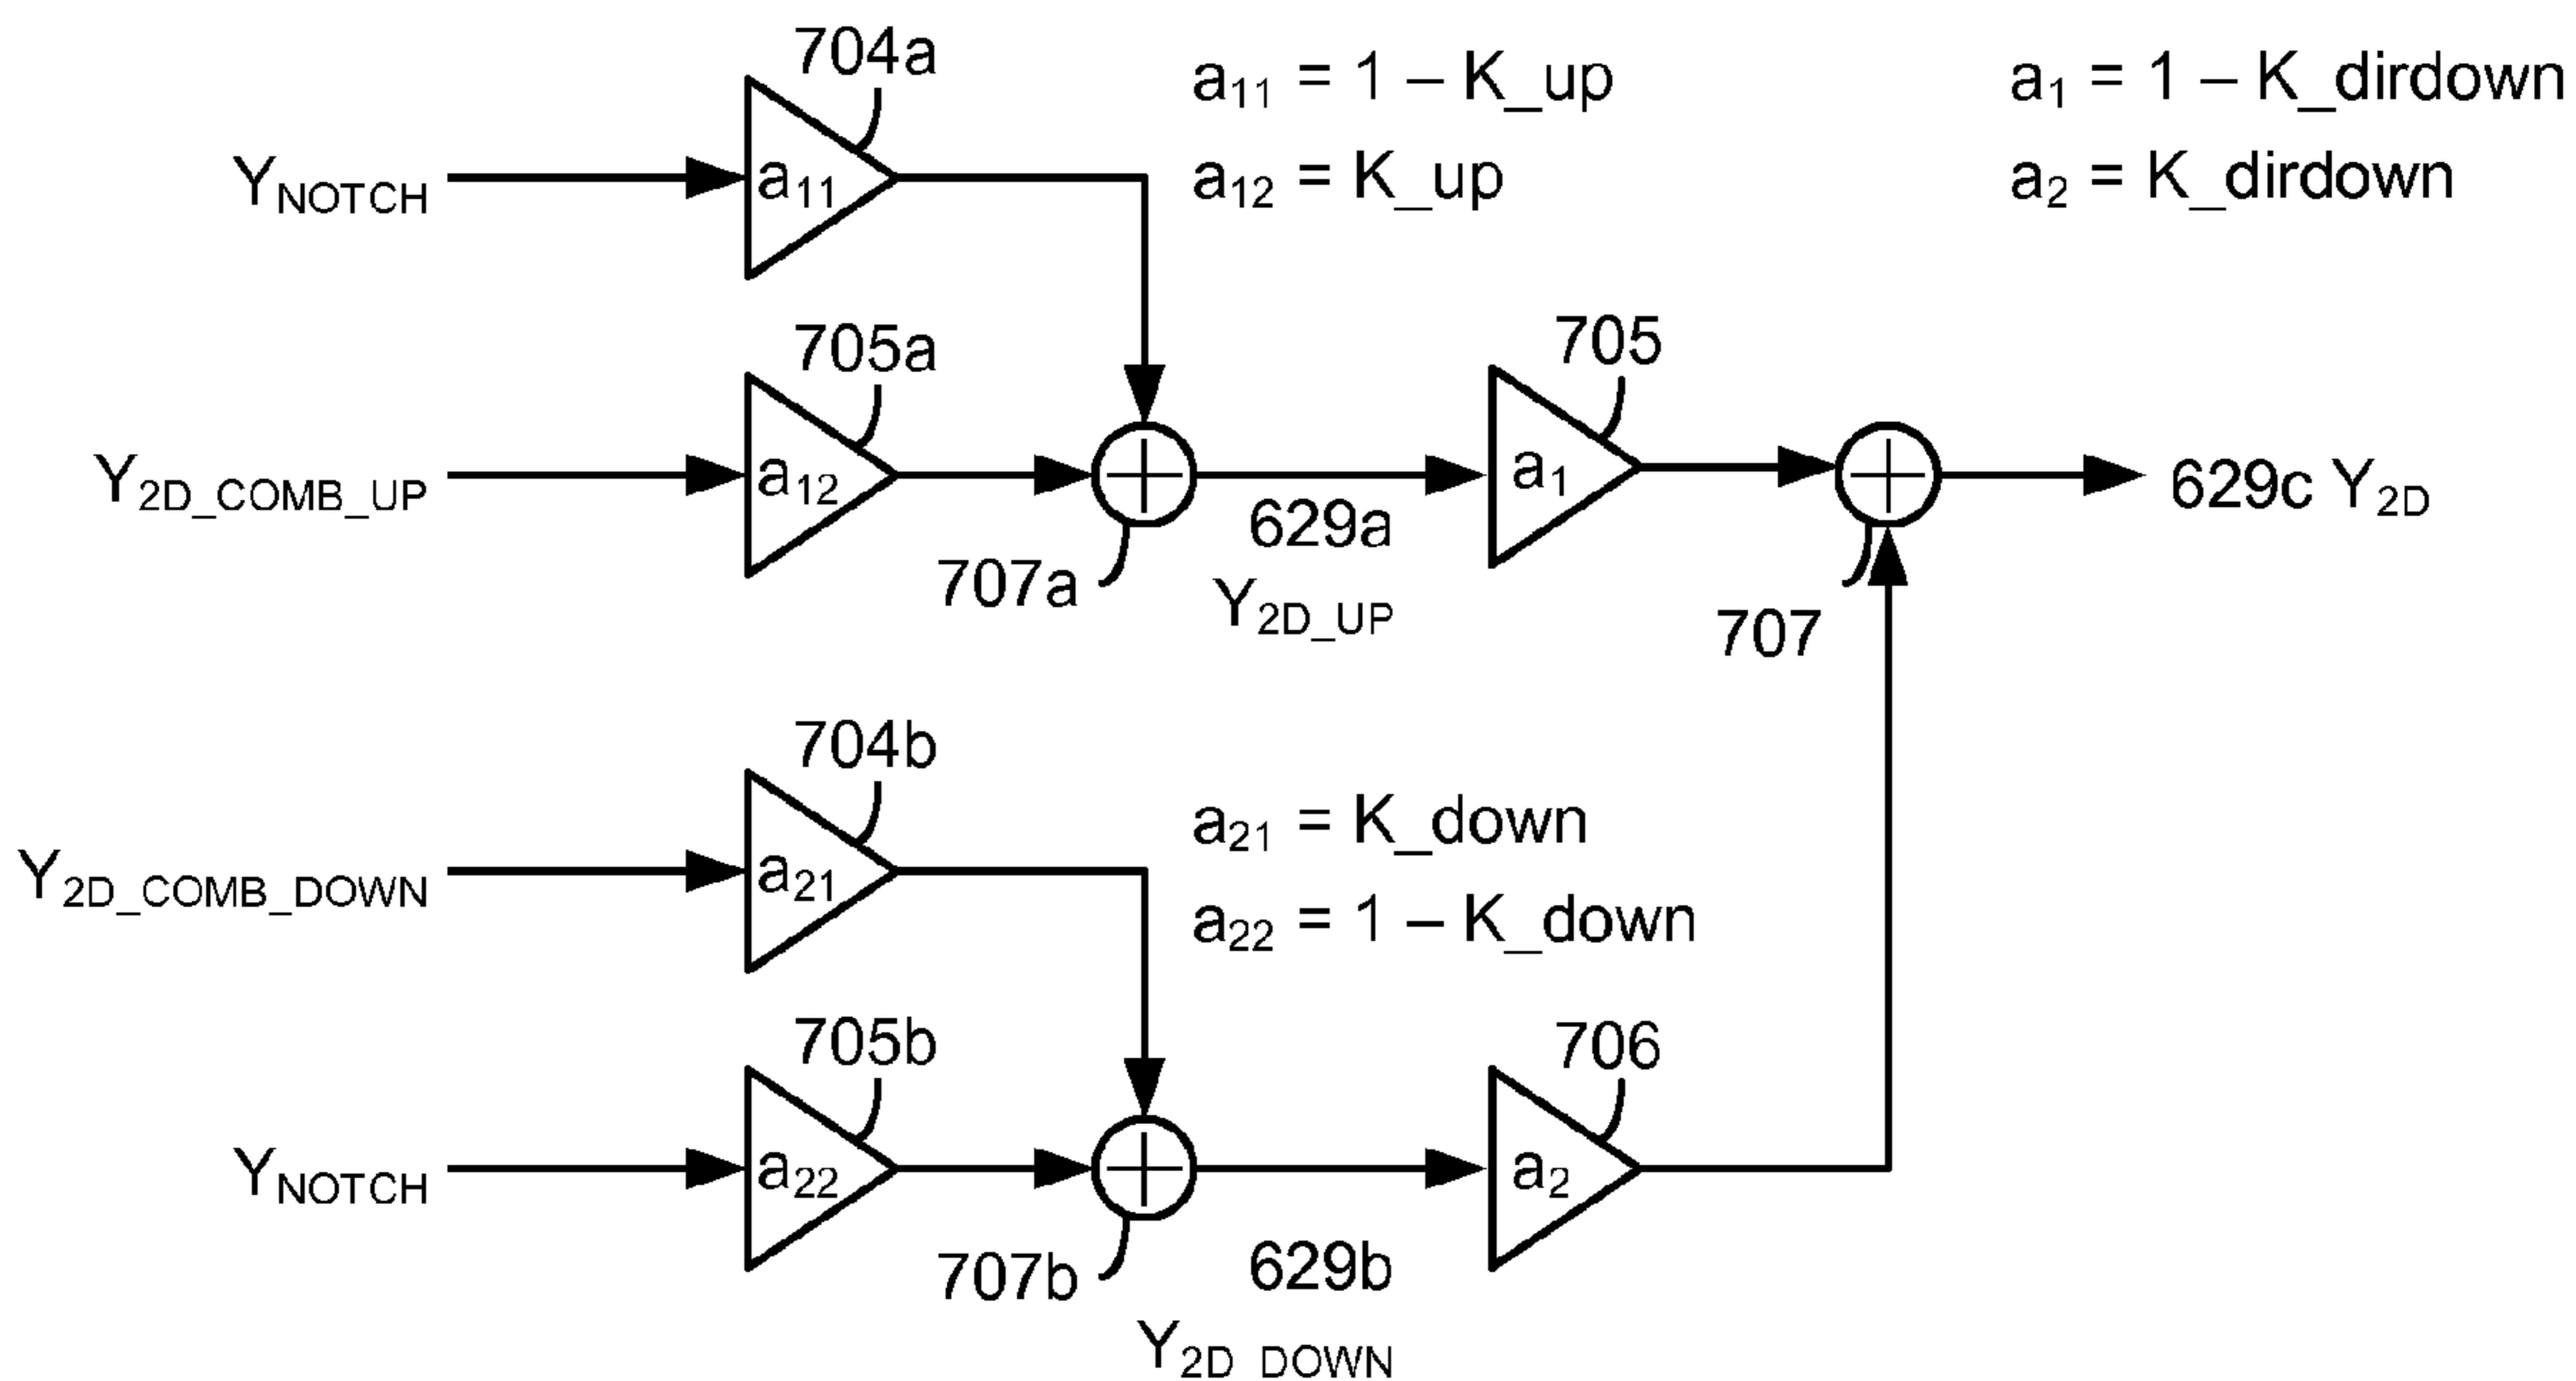 704a
a11 = 1 – K_up
a1 = 1 – K_dirdown
YNOTCH
a11
a12 = K_up
a2 = K_dirdown
705a
705
Y2D_COMB_UP
a12
a1
629c Y2D
629a
707a
Y2D_UP
707
704b
Y2D_COMB_DOWN
a21
a21 = K_down
a22 = 1 – K_down
705b
706
YNOTCH
a22
a2
707b
629b
Y2D_DOWN